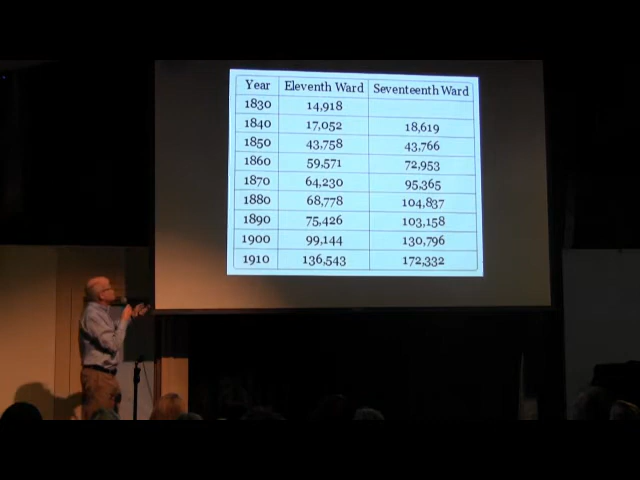 Year Eleventh Ward Seventeenth Ward
1830 14,918
1840 17,052 18,619
1850 43,758 43,766
1860 59,571 72,953
1870 64,230 95,365
1880 68,778 104,837
1890 75,426 103,158
1900 99,144 130,796
1910 136,543 172,332